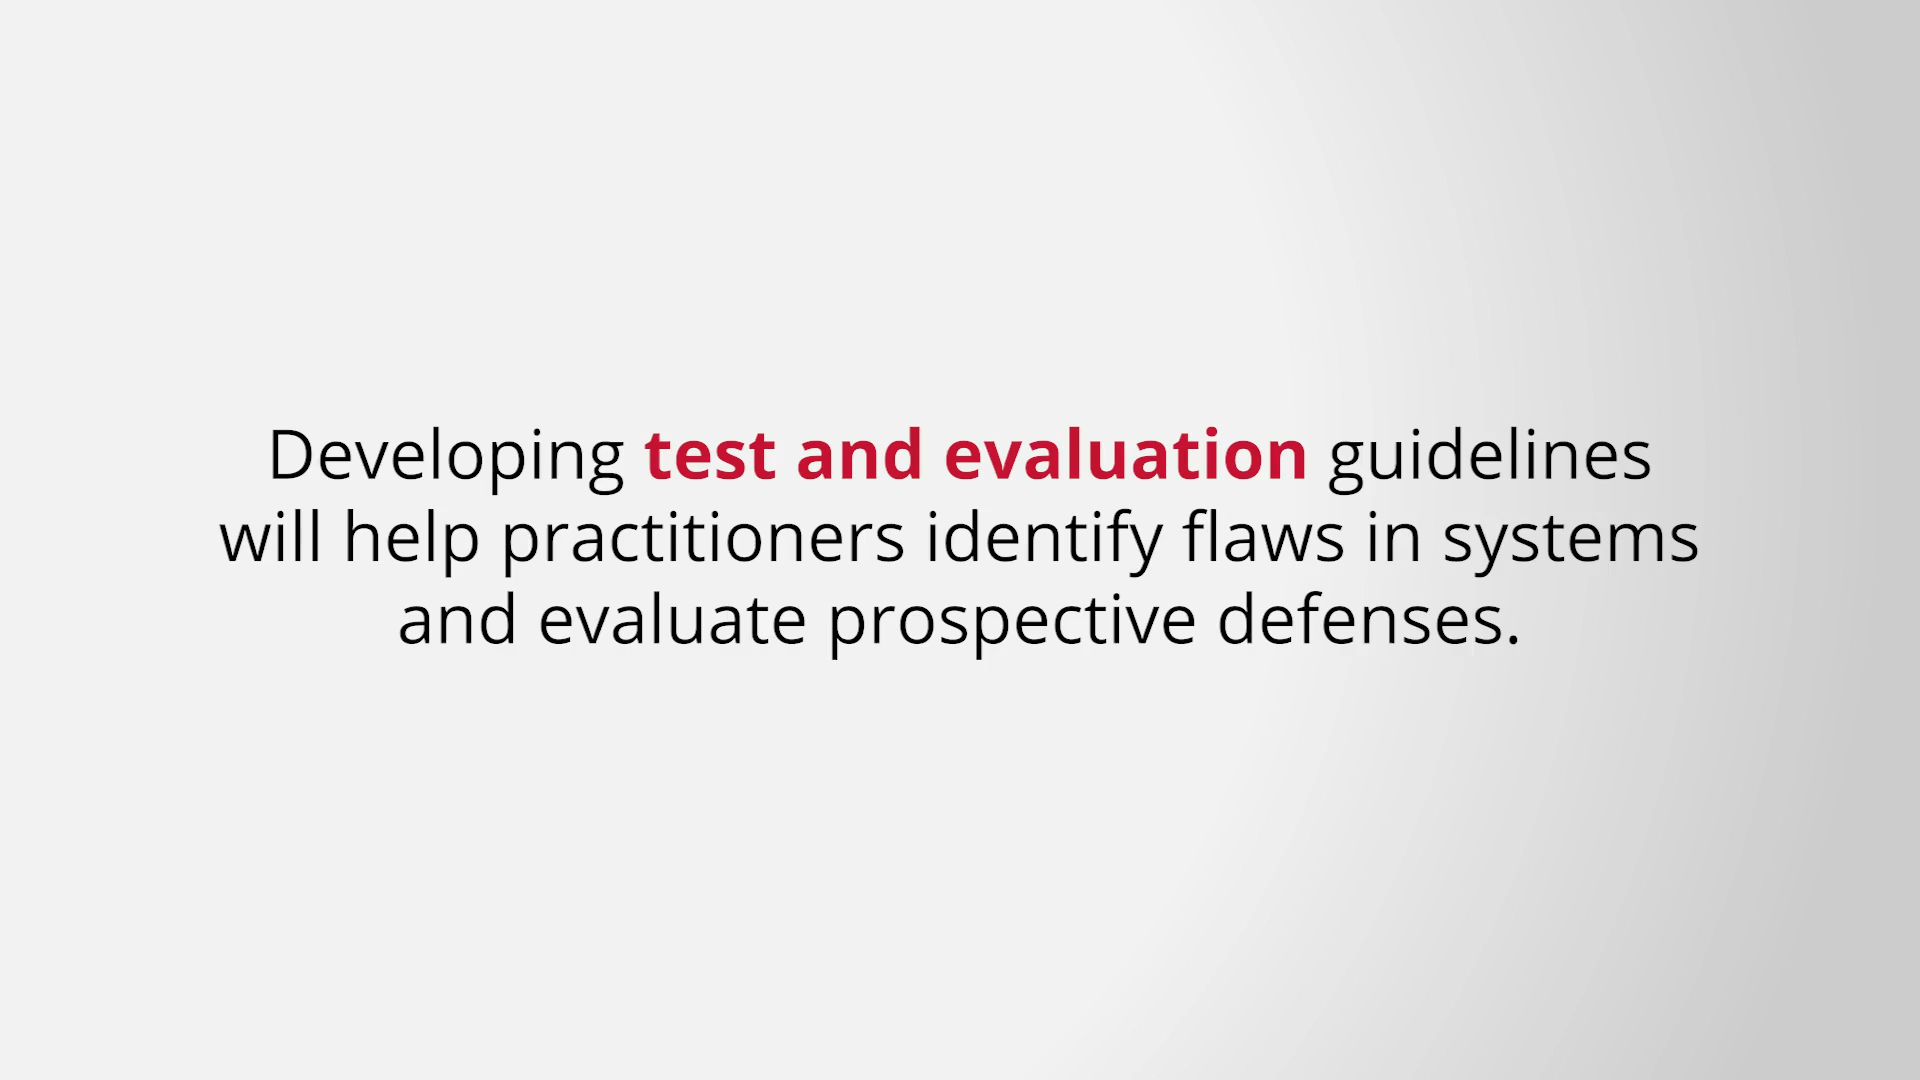 Developing test and evaluation guidelines
will help practitioners identify flaws in systems
and evaluate prospective defenses.